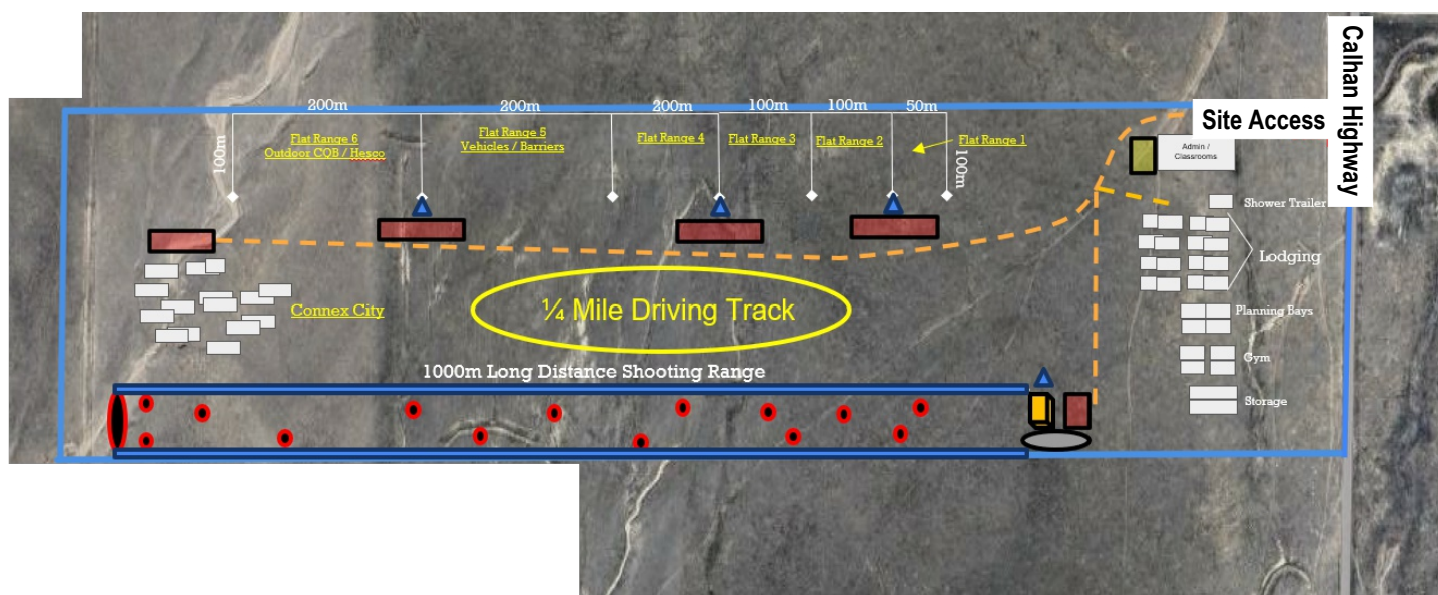 Calhan Highway
200m
200m
200m
100m
100m
50m
Site Access
100m
Flat Range 6
Outdoor COB / Hesco
Flat Range 5
Vehicles / Barriers
Flat Range 4
Flat Range 3
Flat Range 2
Flat Range 1
100m
Admin /
Classrooms
Shower Trailer
Lodging
Connex City
¼ Mile Driving Track
Planning Bays
Gym
1000m Long Distance Shooting Range
Storage